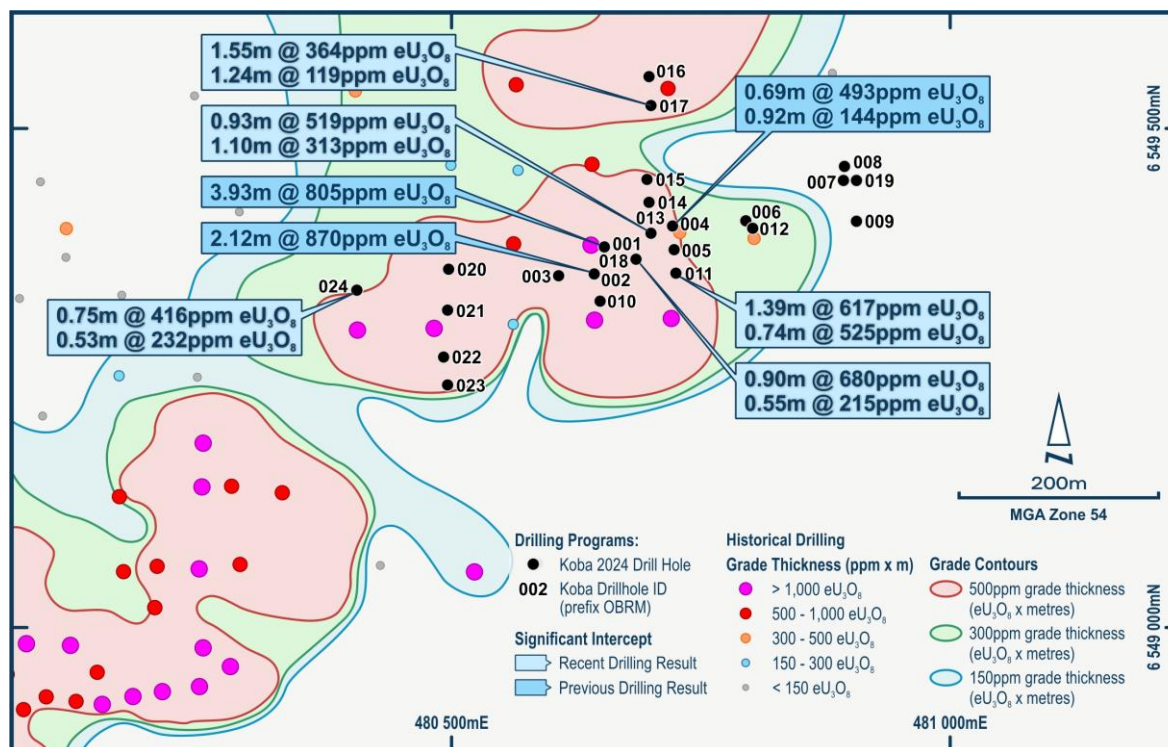 1.55m @ 364ppm eU₃O₈
1.24m @ 119ppm eU₃O₈
016
017
0.69m @ 493ppm eU₃O₈
0.92m @ 144ppm eU₃O₈
6 549 500mN
0.93m @ 519ppm eU₃O₈
1.10m @ 313ppm eU₃O₈
008
007
019
015
3.93m @ 805ppm eU₃O₈
014
013
004
006
012
009
2.12m @ 870ppm eU₃O₈
001
018
005
020
003
002
011
024
010
0.75m @ 416ppm eU₃O₈
0.53m @ 232ppm eU₃O₈
021
1.39m @ 617ppm eU₃O₈
0.74m @ 525ppm eU₃O₈
022
023
0.90m @ 680ppm eU₃O₈
0.55m @ 215ppm eU₃O₈
Z
200m
MGA Zone 54
Drilling Programs:
Koba 2024 Drill Hole
002
Koba Drillhole ID
(prefix OBRM)
Significant Intercept
Recent Drilling Result
Previous Drilling Result
Historical Drilling
Grade Thickness (ppm x m)
> 1,000 eU₃O₈
500 - 1,000 eU₃O₈
300 - 500 eU₃O₈
150 - 300 eU₃O₈
< 150 eU₃O₈
Grade Contours
500ppm grade thickness
(eU₃O₈ x metres)
300ppm grade thickness
(eU₃O₈ x metres)
150ppm grade thickness
(eU₃O₈ x metres)
6 549 000mN
480 500mE
481 000mE